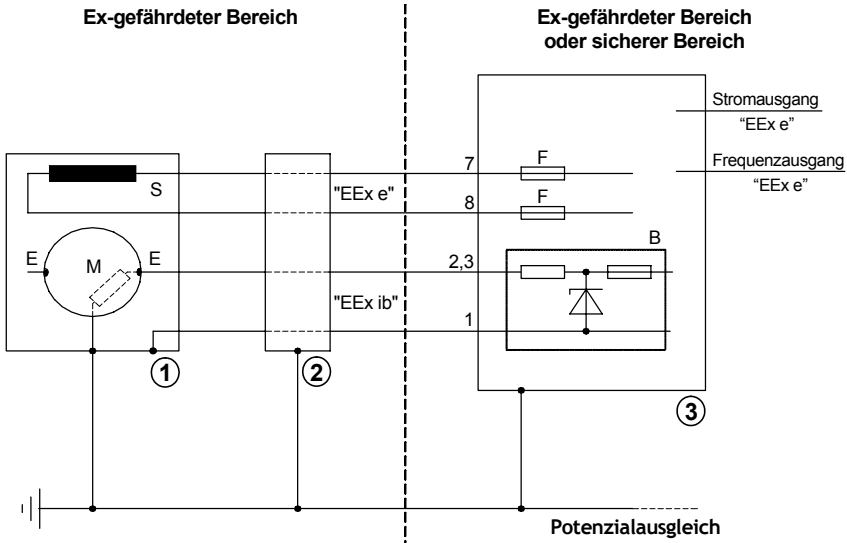 Ex-gefährdeter Bereich
Ex-gefährdeter Bereich
oder sicherer Bereich
Stromausgang
“EEx e”
Frequenzausgang
“EEx e”
S
"EEx e"
7
F
8
F
E
M
E
2,3
B
"EEx ib"
1
1
2
3
Potenzialausgleich